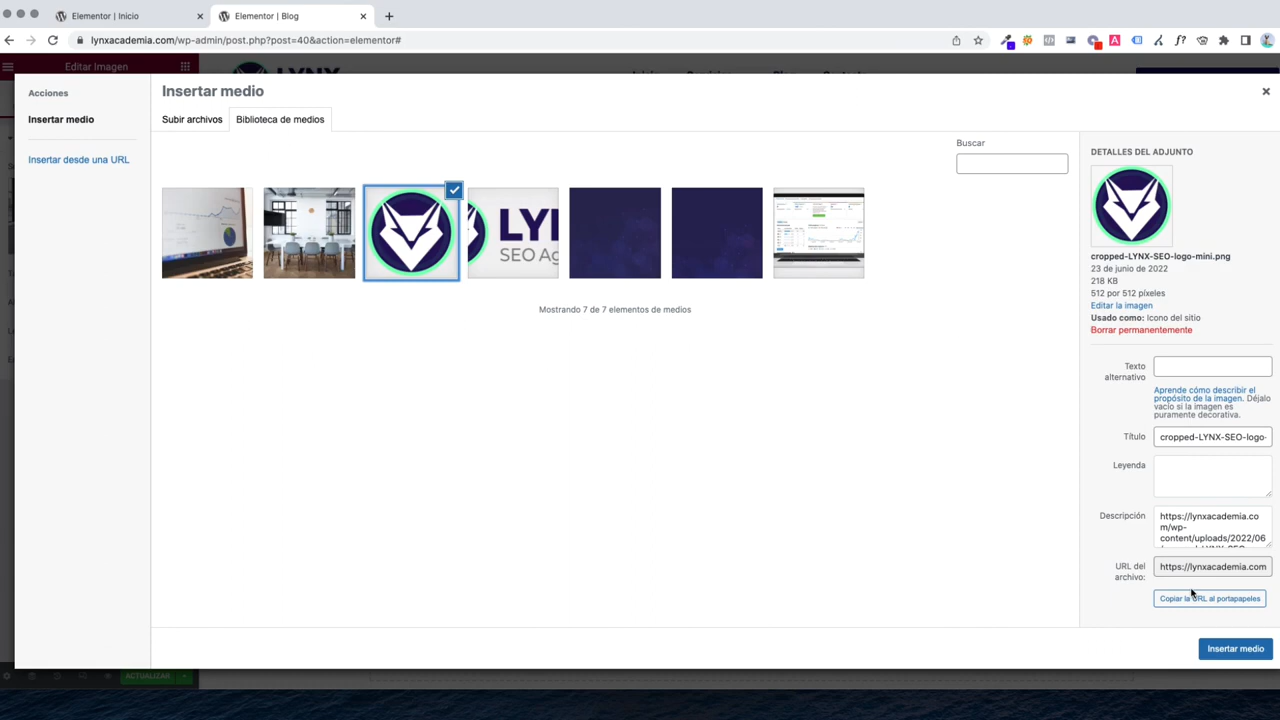 Elementor | Inicio
Elementor | Blog
lynxacademia.com/wp-admin/post.php?post=40&action=elementor#
Editar Imagen
Acciones
Insertar medio
Insertar desde una URL
Insertar medio
Subir archivos
Biblioteca de medios
Buscar
LYN
SEO Ag
Mostrando 7 de 7 elementos de medios
DETALLES DEL ADJUNTO
cropped-LYNX-SEO-logo-mini.png
23 de junio de 2022
218 KB
512 por 512 píxeles
Editar la imagen
Usado como: Icono del sitio
Borrar permanentemente
Texto
alternativo
Aprende cómo describir el
propósito de la imagen. Déjalo
vacío si la imagen es
puramente decorativa.
Título
cropped-LYNX-SEO-logo-
Leyenda
Descripción
https://lynxacademia.co
m/wp-
content/uploads/2022/06
URL del
archivo:
https://lynxacademia.com
Copiar la URL al portapapeles
Insertar medio
ACTUALIZAR